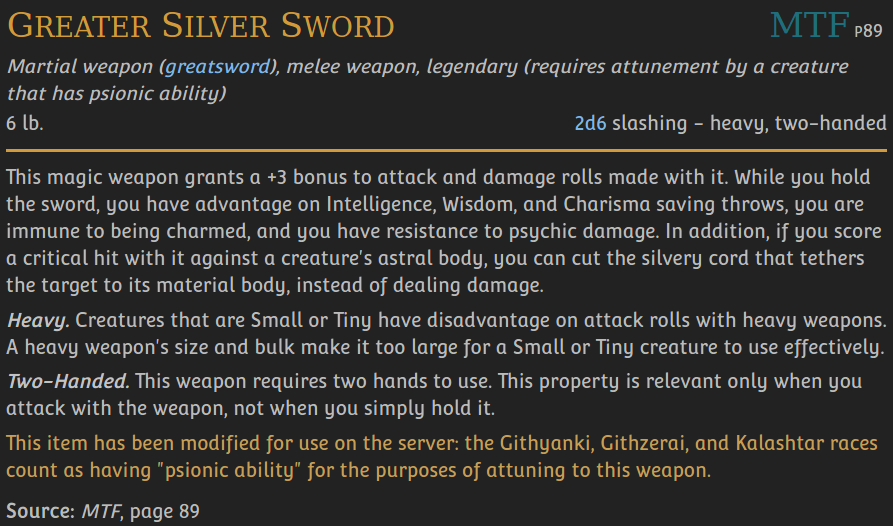 Greater Silver Sword MTF P89
Martial weapon (greatsword), melee weapon, legendary (requires attunement by a creature
that has psionic ability)
6 lb. 2d6 slashing - heavy, two-handed
This magic weapon grants a +3 bonus to attack and damage rolls made with it. While you hold
the sword, you have advantage on Intelligence, Wisdom, and Charisma saving throws, you are
immune to being charmed, and you have resistance to psychic damage. In addition, if you score
a critical hit with it against a creature's astral body, you can cut the silvery cord that tethers
the target to its material body, instead of dealing damage.
Heavy. Creatures that are Small or Tiny have disadvantage on attack rolls with heavy weapons.
A heavy weapon's size and bulk make it too large for a Small or Tiny creature to use effectively.
Two-Handed. This weapon requires two hands to use. This property is relevant only when you
attack with the weapon, not when you simply hold it.
This item has been modified for use on the server: the Githyanki, Githzerai, and Kalashtar races
count as having "psionic ability" for the purposes of attuning to this weapon.
Source: MTF, page 89